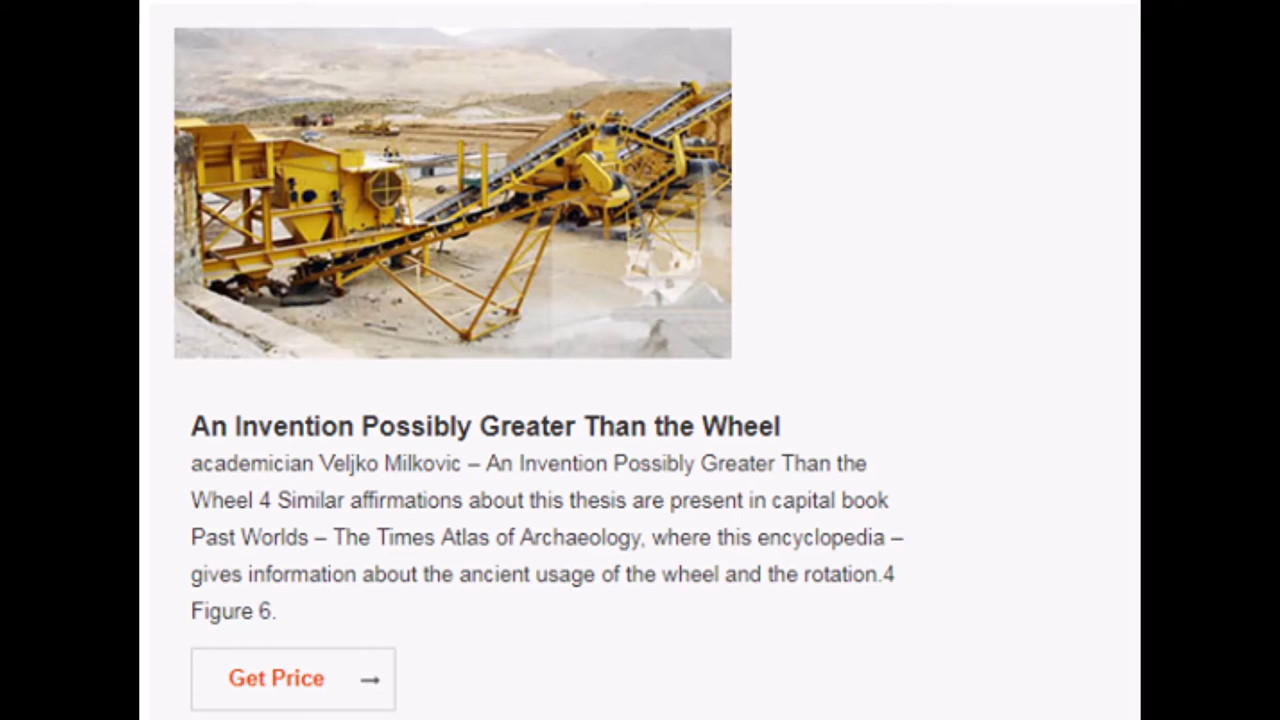 An Invention Possibly Greater Than the Wheel
academician Veljko Milkovic – An Invention Possibly Greater Than the
Wheel 4 Similar affirmations about this thesis are present in capital book
Past Worlds – The Times Atlas of Archaeology, where this encyclopedia –
gives information about the ancient usage of the wheel and the rotation.4
Figure 6.
Get Price →